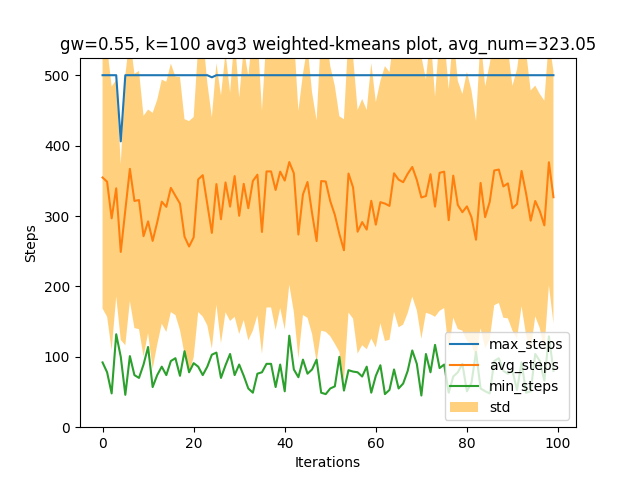 gw=0.55, k=100 avg3 weighted-kmeans plot, avg_num=323.05
500
400
300
200
100
0
Steps
max_steps
avg_steps
min_steps
std
0
20
40
60
80
100
Iterations